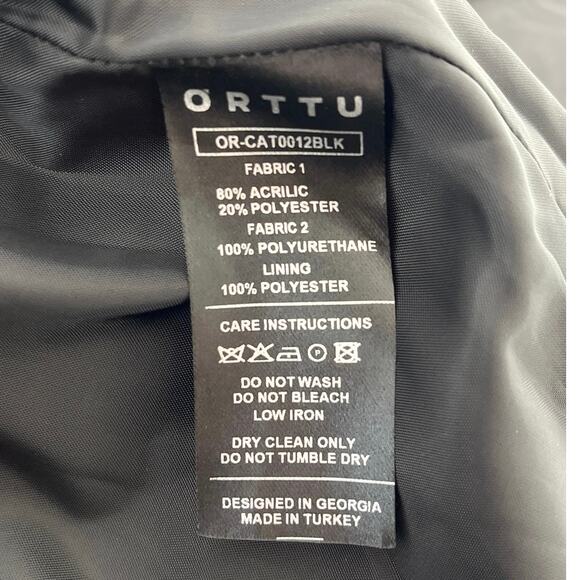 ORTTU
OR-CAT0012BLK
FABRIC 1
80% ACRILIC
20% POLYESTER
FABRIC 2
100% POLYURETHANE
LINING
100% POLYESTER
CARE INSTRUCTIONS
P
DO NOT WASH
DO NOT BLEACH
LOW IRON
DRY CLEAN ONLY
DO NOT TUMBLE DRY
DESIGNED IN GEORGIA
MADE IN TURKEY